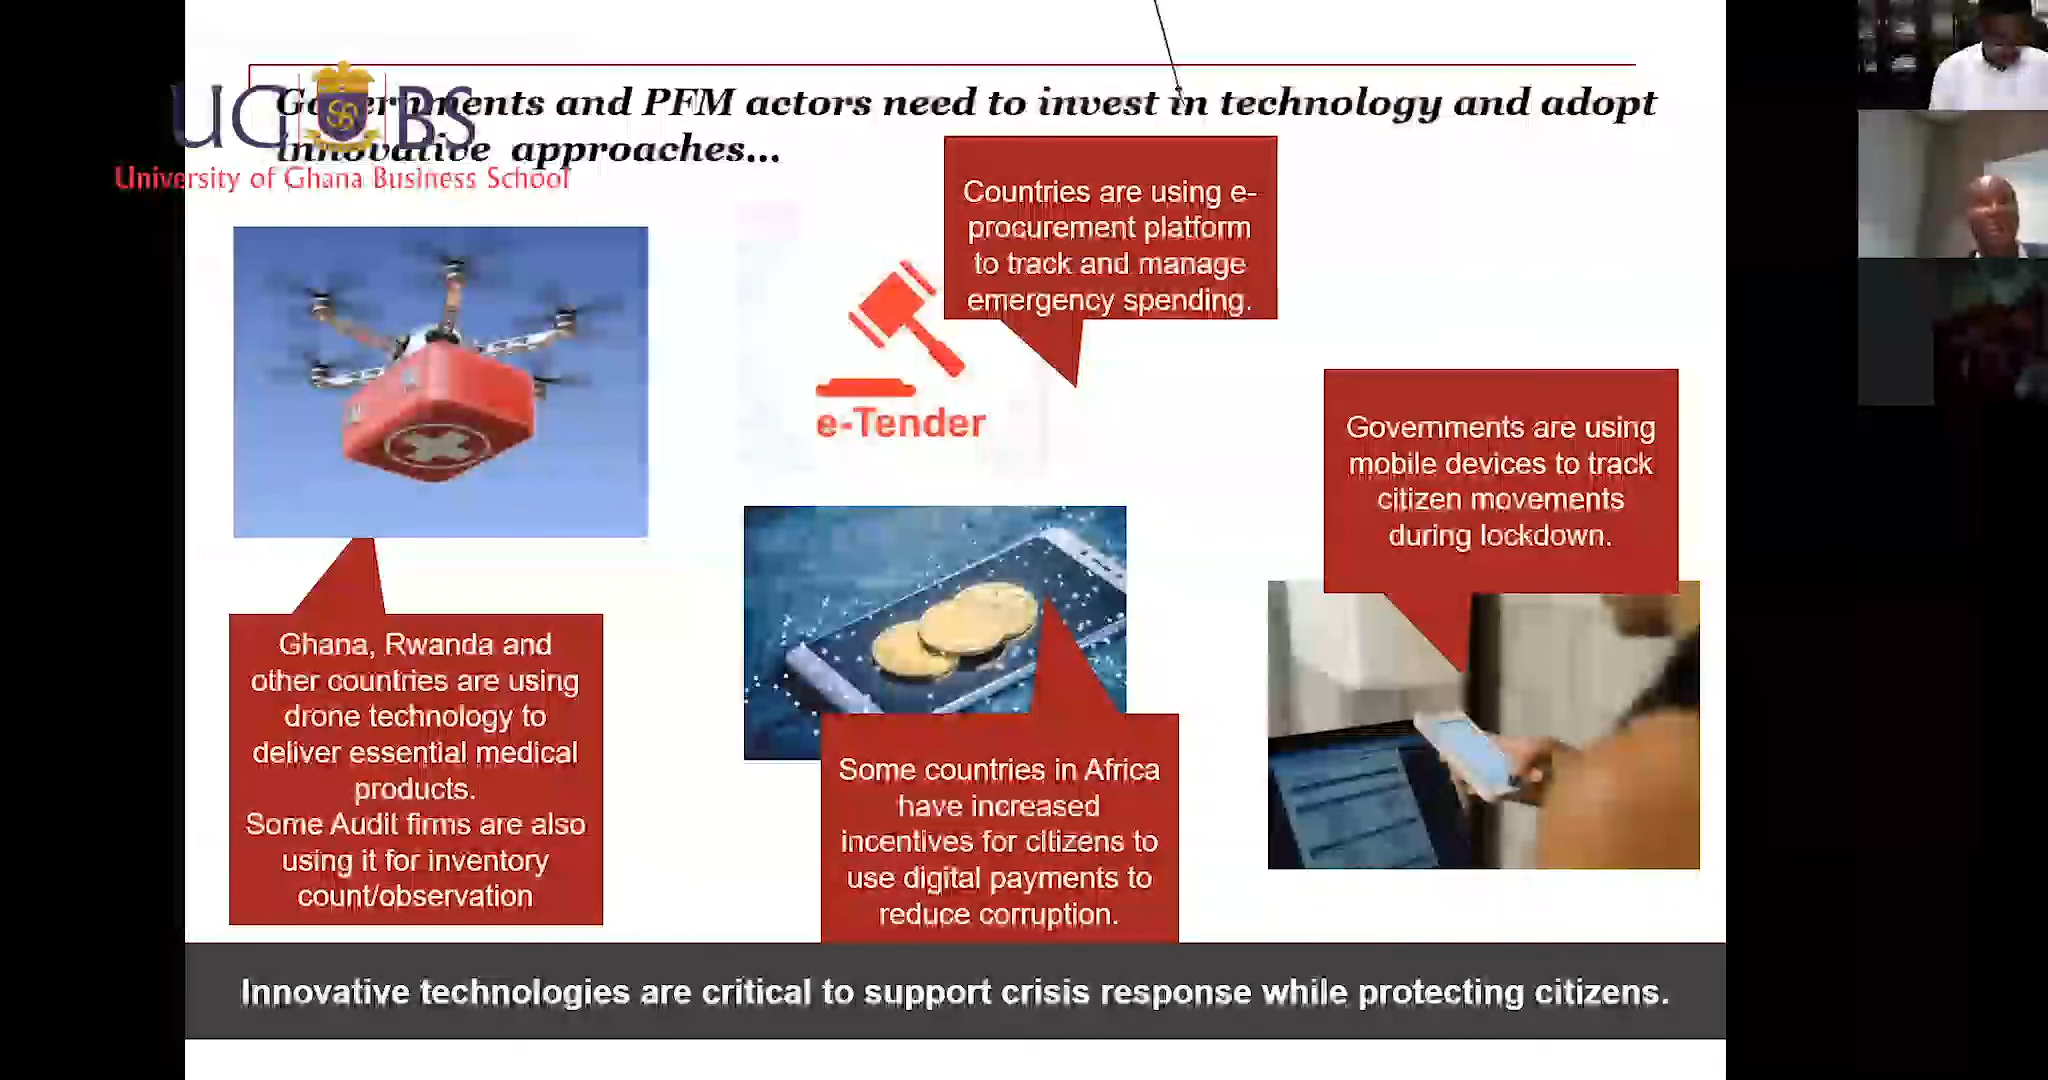 Governments and PFM actors need to invest in technology and adopt
innovative approaches...
UGBS
University of Ghana Business School
Countries are using e-
procurement platform
to track and manage
emergency spending.
e-Tender
Governments are using
mobile devices to track
citizen movements
during lockdown.
Ghana, Rwanda and
other countries are using
drone technology to
deliver essential medical
products.
Some Audit firms are also
using it for inventory
count/observation
Some countries in Africa
have increased
incentives for citizens to
use digital payments to
reduce corruption.
Innovative technologies are critical to support crisis response while protecting citizens.